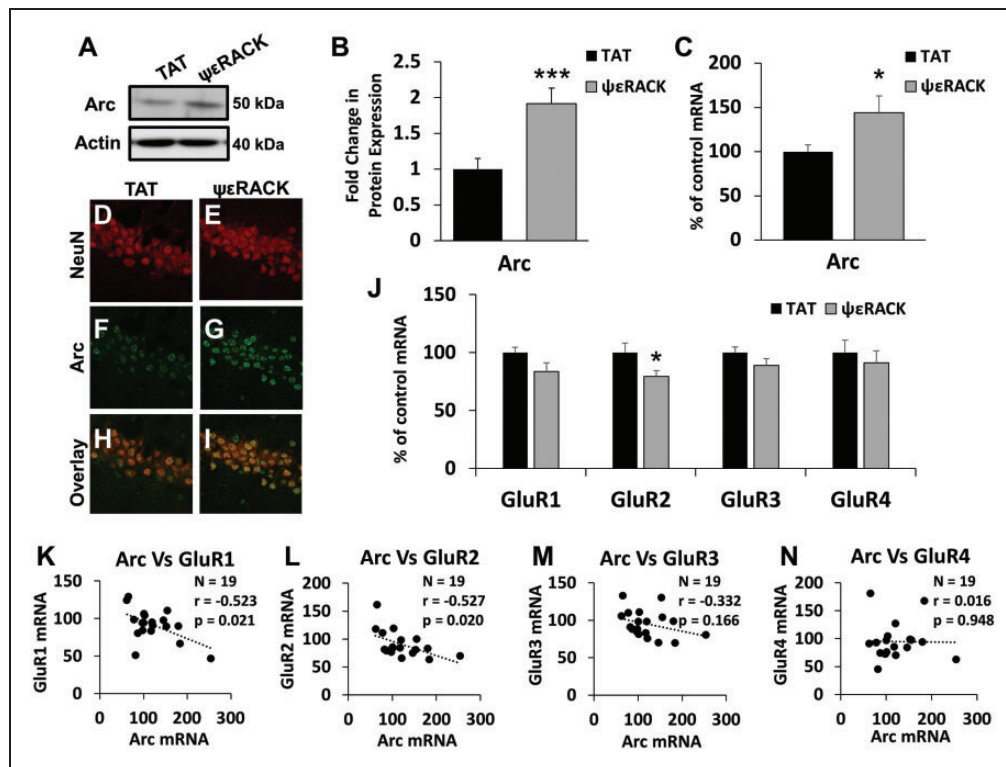 A
TAT ψεRACK
Arc 50 kDa
Actin 40 kDa
B
TAT
ψεRACK
***
Fold Change in
Protein Expression
2.5
2
1.5
1
0.5
0
Arc
C
TAT
ψεRACK
*
% of control mRNA
200
150
100
50
0
Arc
TAT ψεRACK
NeuN
D E
Arc
F G
Overlay
H I
J
TAT ψεRACK
% of control mRNA
150
100
50
0
*
GluR1 GluR2 GluR3 GluR4
K
Arc Vs GluR1
N = 19
r = -0.523
p = 0.021
GluR1 mRNA
150
100
50
0
0 100 200 300
Arc mRNA
L
Arc Vs GluR2
N = 19
r = -0.527
p = 0.020
GluR2 mRNA
200
150
100
50
0
0 100 200 300
Arc mRNA
M
Arc Vs GluR3
N = 19
r = -0.332
p = 0.166
GluR3 mRNA
150
100
50
0
0 100 200 300
Arc mRNA
N
Arc Vs GluR4
N = 19
r = 0.016
p = 0.948
GluR4 mRNA
200
150
100
50
0
0 100 200 300
Arc mRNA